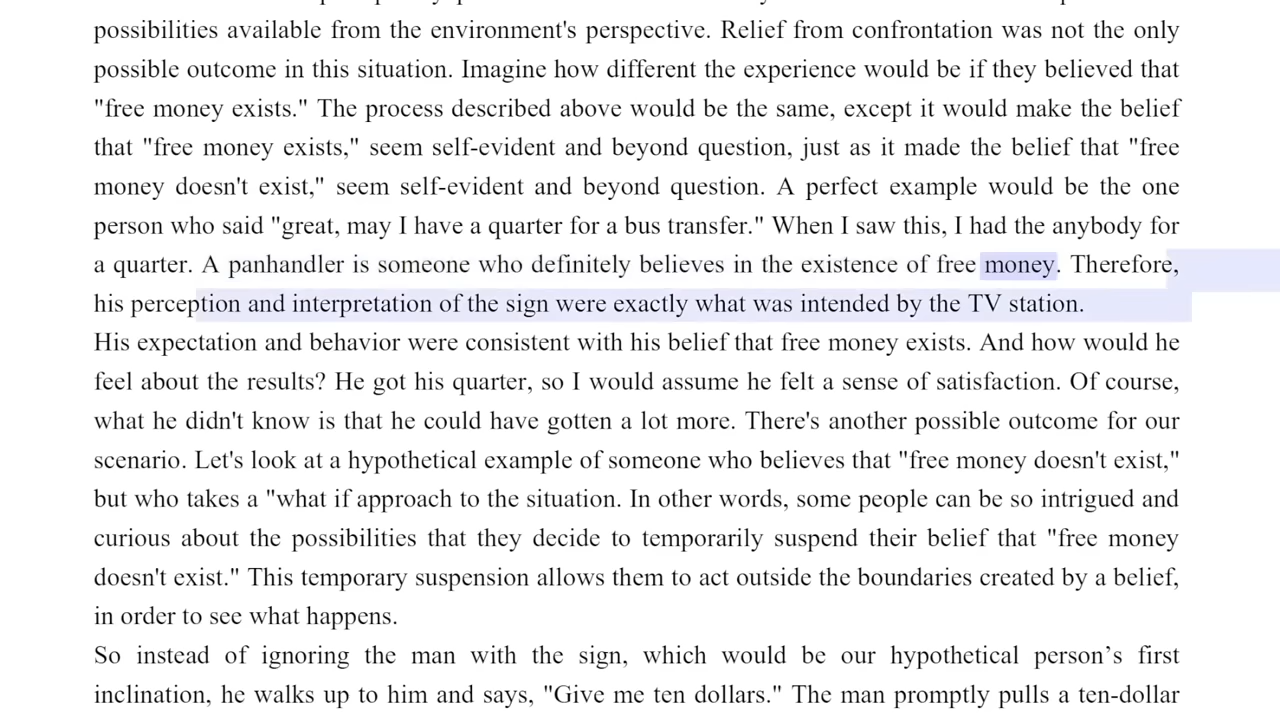 possibilities available from the environment's perspective. Relief from confrontation was not the only
possible outcome in this situation. Imagine how different the experience would be if they believed that
"free money exists." The process described above would be the same, except it would make the belief
that "free money exists," seem self-evident and beyond question, just as it made the belief that "free
money doesn't exist," seem self-evident and beyond question. A perfect example would be the one
person who said "great, may I have a quarter for a bus transfer." When I saw this, I had the anybody for
a quarter. A panhandler is someone who definitely believes in the existence of free money. Therefore,
his perception and interpretation of the sign were exactly what was intended by the TV station.
His expectation and behavior were consistent with his belief that free money exists. And how would he
feel about the results? He got his quarter, so I would assume he felt a sense of satisfaction. Of course,
what he didn't know is that he could have gotten a lot more. There's another possible outcome for our
scenario. Let's look at a hypothetical example of someone who believes that "free money doesn't exist,"
but who takes a "what if approach to the situation. In other words, some people can be so intrigued and
curious about the possibilities that they decide to temporarily suspend their belief that "free money
doesn't exist." This temporary suspension allows them to act outside the boundaries created by a belief,
in order to see what happens.
So instead of ignoring the man with the sign, which would be our hypothetical person’s first
inclination, he walks up to him and says, "Give me ten dollars." The man promptly pulls a ten-dollar